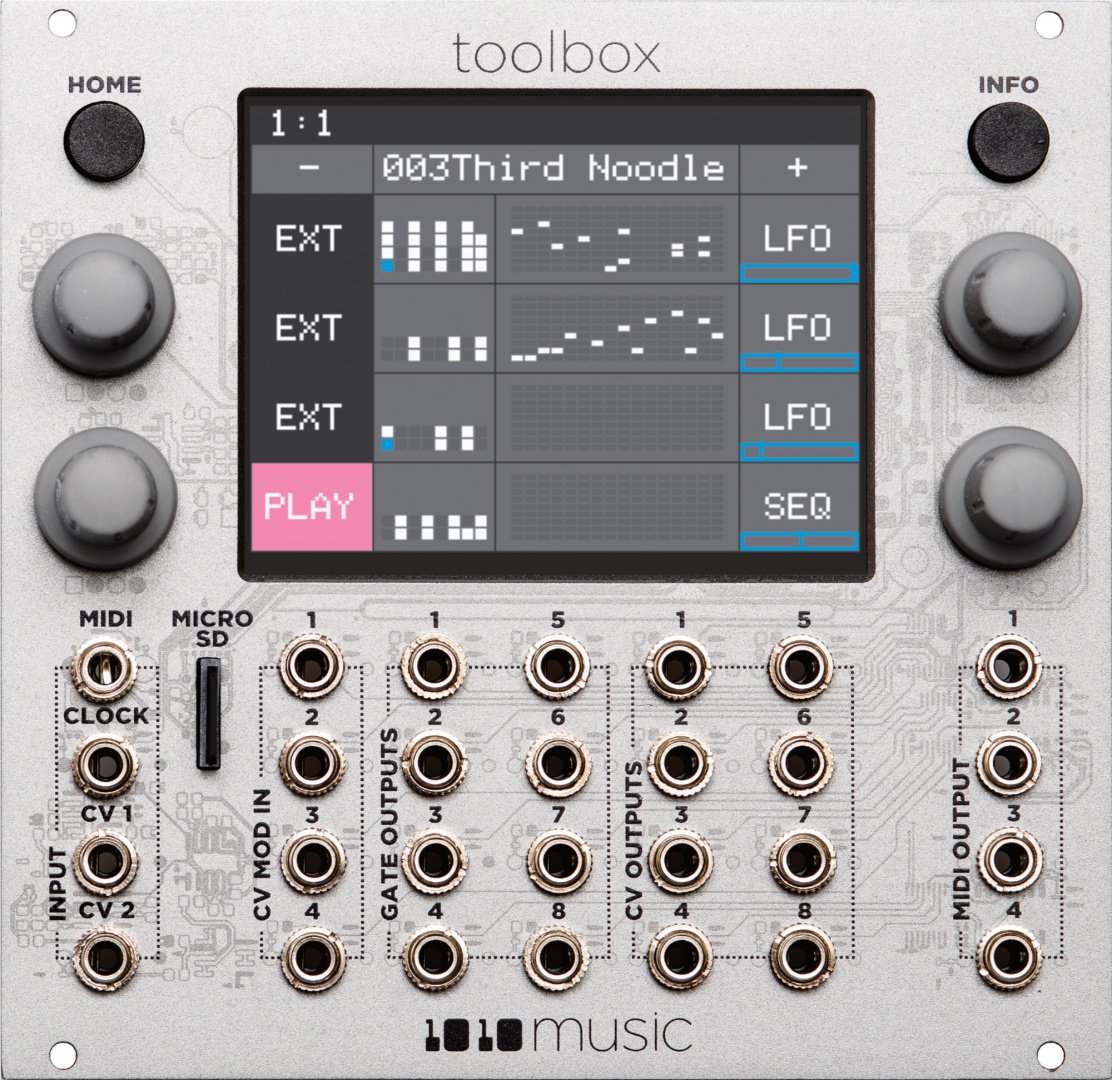 toolbox
HOME
INFO
1:1
- 003Third Noodle +
EXT LFO
EXT LFO
EXT LFO
PLAY SEQ
MIDI MICRO SD 1 1 5 1 5 1
CLOCK 2 2 6 2 6 2
CV 1 3 3 7 3 7 3
CV 2 4 4 8 4 8 4
INPUT
CV MOD IN
GATE OUTPUTS
CV OUTPUTS
MIDI OUTPUT
1010music